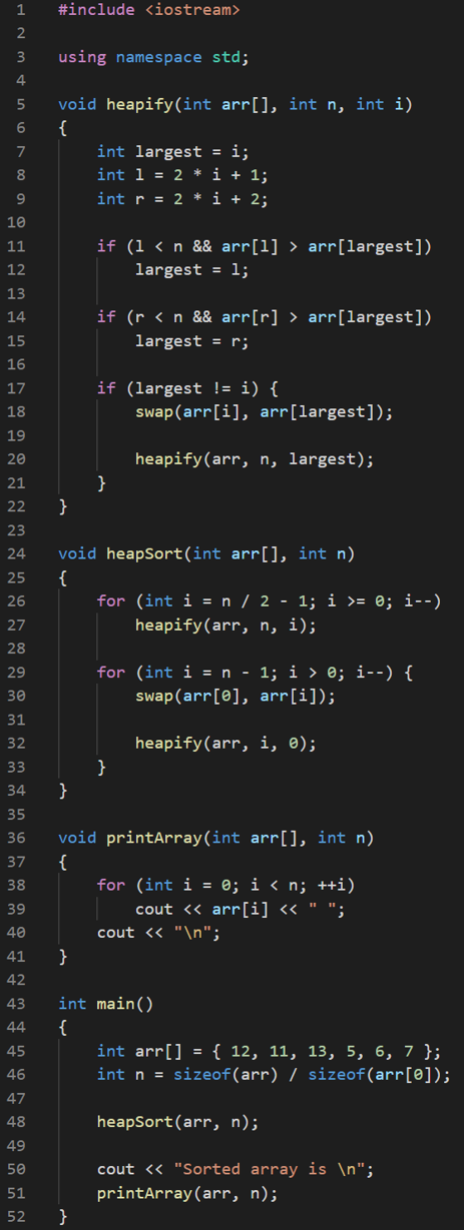 1 #include <iostream>
2
3 using namespace std;
4
5 void heapify(int arr[], int n, int i)
6 {
7     int largest = i;
8     int l = 2 * i + 1;
9     int r = 2 * i + 2;
10
11     if (l < n && arr[l] > arr[largest])
12         largest = l;
13
14     if (r < n && arr[r] > arr[largest])
15         largest = r;
16
17     if (largest != i) {
18         swap(arr[i], arr[largest]);
19
20         heapify(arr, n, largest);
21     }
22 }
23
24 void heapSort(int arr[], int n)
25 {
26     for (int i = n / 2 - 1; i >= 0; i--)
27         heapify(arr, n, i);
28
29     for (int i = n - 1; i > 0; i--) {
30         swap(arr[0], arr[i]);
31
32         heapify(arr, i, 0);
33     }
34 }
35
36 void printArray(int arr[], int n)
37 {
38     for (int i = 0; i < n; ++i)
39         cout << arr[i] << " ";
40     cout << "\n";
41 }
42
43 int main()
44 {
45     int arr[] = { 12, 11, 13, 5, 6, 7 };
46     int n = sizeof(arr) / sizeof(arr[0]);
47
48     heapSort(arr, n);
49
50     cout << "Sorted array is \n";
51     printArray(arr, n);
52 }